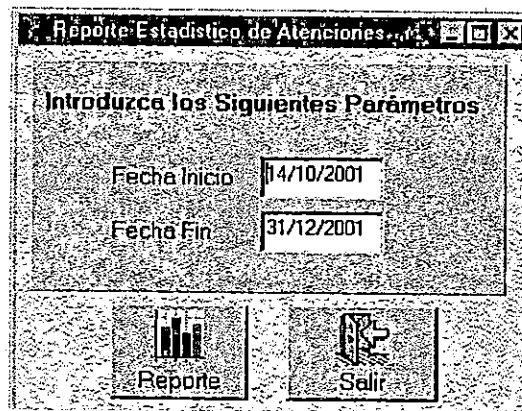 Reporte Estadistico de Atenciones...
Introduzca los Siguientes Parámetros
Fecha Inicio 14/10/2001
Fecha Fin 31/12/2001
Reporte Salir